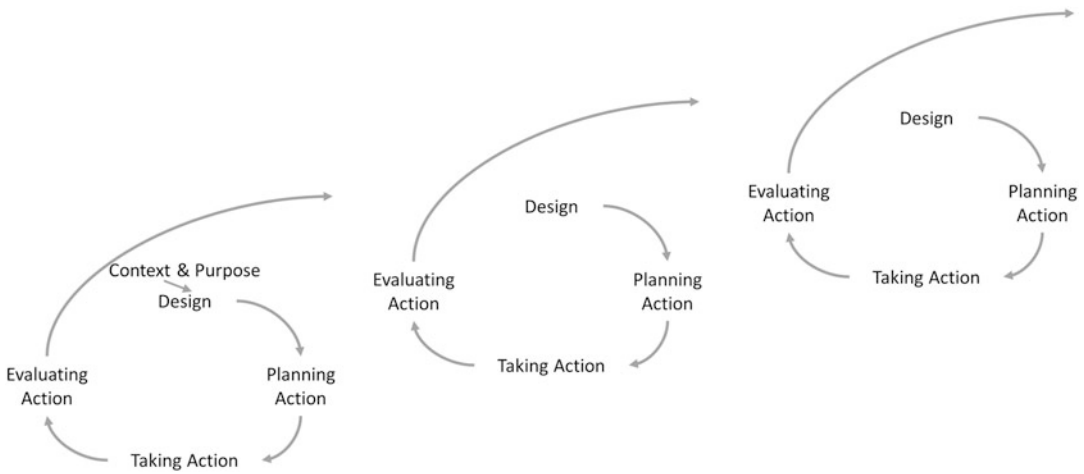 Context & Purpose
Design
Planning
Action
Taking Action
Evaluating
Action
Design
Planning
Action
Taking Action
Evaluating
Action
Design
Planning
Action
Taking Action
Evaluating
Action